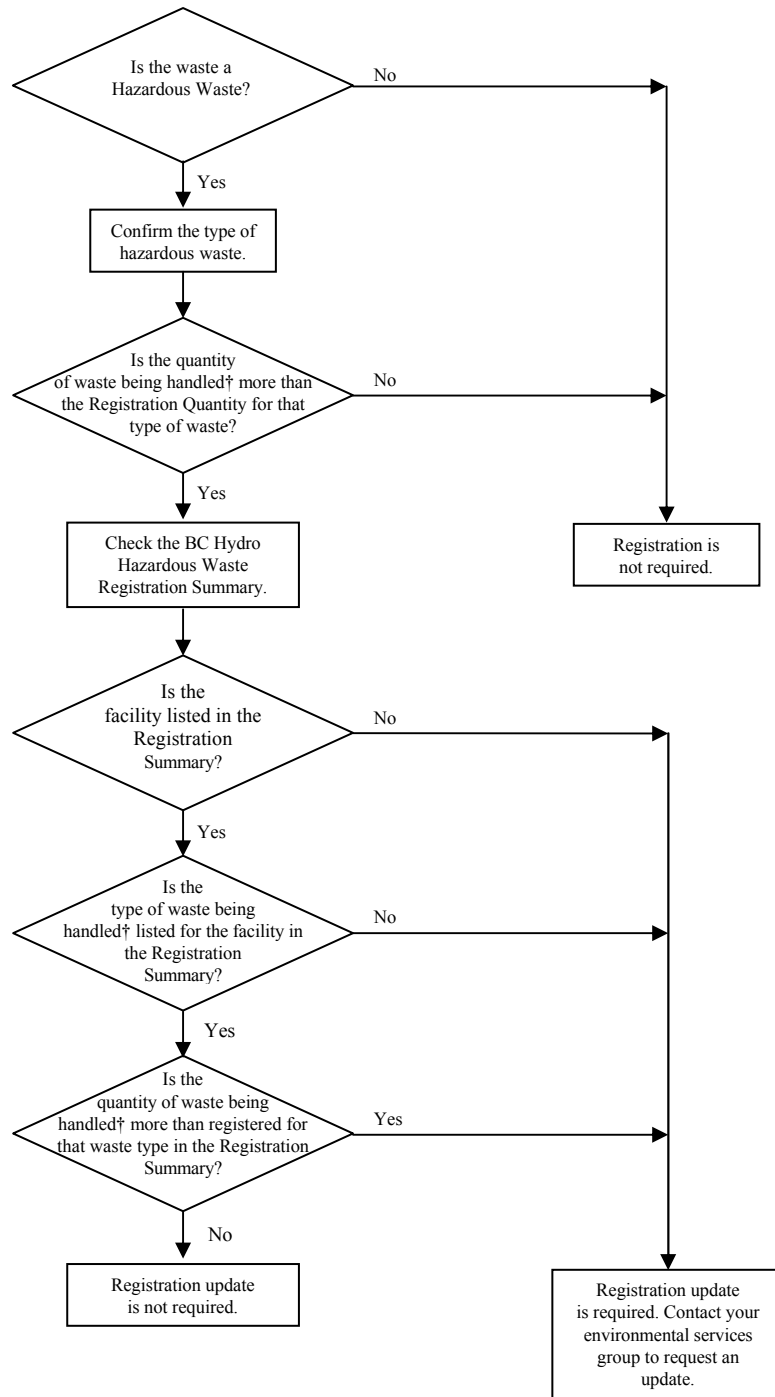 Is the waste a
Hazardous Waste?
No
Yes
Confirm the type of
hazardous waste.
Is the quantity
of waste being handled† more than
the Registration Quantity for that
type of waste?
No
Yes
Check the BC Hydro
Hazardous Waste
Registration Summary.
Registration is
not required.
Is the
facility listed in the
Registration
Summary?
No
Yes
Is the
type of waste being
handled† listed for the facility in
the Registration
Summary?
No
Yes
Is the
quantity of waste being
handled† more than registered for
that waste type in the Registration
Summary?
Yes
No
Registration update
is not required.
Registration update
is required. Contact your
environmental services
group to request an
update.